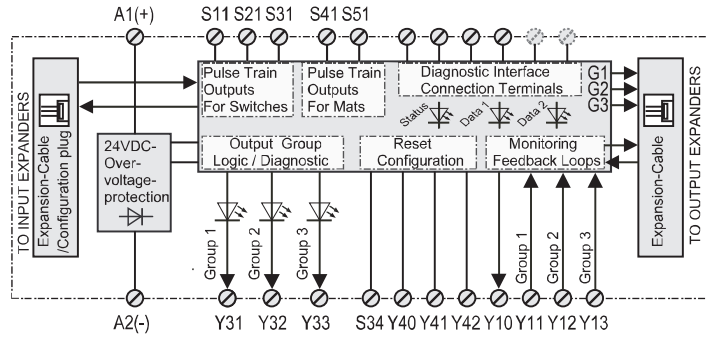 A1(+) S11 S21 S31 S41 S51
TO INPUT EXPANDERS
Expansion-Cable
/Configuration plug
24VDC-
Over-
voltage-
protection
Pulse Train
Outputs
For Switches
Pulse Train
Outputs
For Mats
Diagnostic Interface
Connection Terminals
G1
G2
G3
Status
Data 1
Data 2
Output Group
Logic / Diagnostic
Reset
Configuration
Monitoring
Feedback Loops
Expansion-Cable
TO OUTPUT EXPANDERS
Group 1
Group 2
Group 3
Group 1
Group 2
Group 3
A2(-) Y31 Y32 Y33 S34 Y40 Y41 Y42 Y10 Y11 Y12 Y13